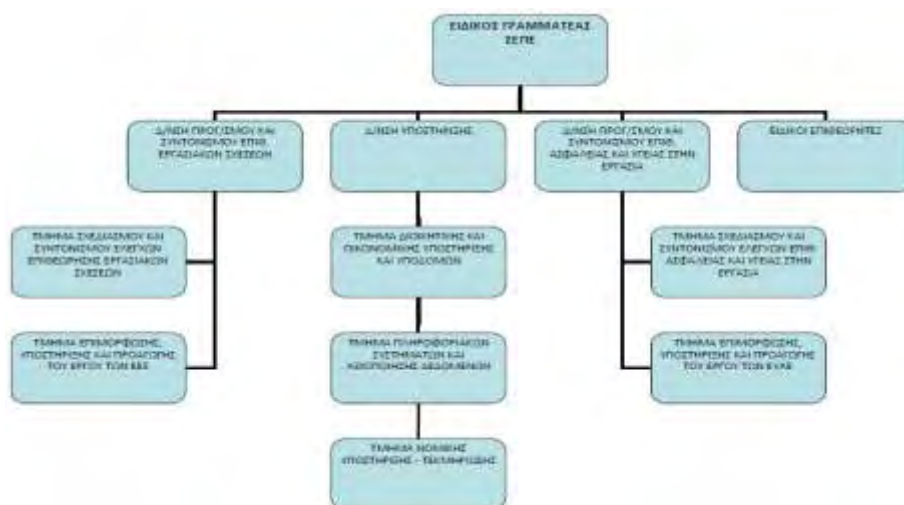 ΕΙΔΙΚΟΣ ΓΡΑΜΜΑΤΕΑΣ
ΣΕΠΕ
Δ/ΝΣΗ ΠΡΟΓ/ΣΜΟΥ ΚΑΙ
ΣΥΝΤΟΝΙΣΜΟΥ ΕΠΙΘ.
ΕΡΓΑΣΙΑΚΩΝ ΣΧΕΣΕΩΝ
Δ/ΝΣΗ ΥΠΟΣΤΗΡΙΞΗΣ
Δ/ΝΣΗ ΠΡΟΓ/ΣΜΟΥ ΚΑΙ
ΣΥΝΤΟΝΙΣΜΟΥ ΕΠΙΘ.
ΑΣΦΑΛΕΙΑΣ ΚΑΙ ΥΓΕΙΑΣ ΣΤΗΝ
ΕΡΓΑΣΙΑ
ΕΙΔΙΚΟΙ ΕΠΙΘΕΩΡΗΤΕΣ
ΤΜΗΜΑ ΣΧΕΔΙΑΣΜΟΥ ΚΑΙ
ΣΥΝΤΟΝΙΣΜΟΥ ΕΛΕΓΧΩΝ
ΕΠΙΘΕΩΡΗΣΗΣ ΕΡΓΑΣΙΑΚΩΝ
ΣΧΕΣΕΩΝ
ΤΜΗΜΑ ΔΙΟΙΚΗΤΙΚΗΣ ΚΑΙ
ΟΙΚΟΝΟΜΙΚΗΣ ΥΠΟΣΤΗΡΙΞΗΣ
ΚΑΙ ΥΠΟΔΟΜΩΝ
ΤΜΗΜΑ ΣΧΕΔΙΑΣΜΟΥ ΚΑΙ
ΣΥΝΤΟΝΙΣΜΟΥ ΕΛΕΓΧΩΝ ΕΠΙΘ.
ΑΣΦΑΛΕΙΑΣ ΚΑΙ ΥΓΕΙΑΣ ΣΤΗΝ
ΕΡΓΑΣΙΑ
ΤΜΗΜΑ ΕΠΙΜΟΡΦΩΣΗΣ,
ΥΠΟΣΤΗΡΙΞΗΣ ΚΑΙ ΠΡΟΑΓΩΓΗΣ
ΤΟΥ ΕΡΓΟΥ ΤΩΝ
ΤΜΗΜΑ ΠΛΗΡΟΦΟΡΙΑΚΩΝ
ΣΥΣΤΗΜΑΤΩΝ ΚΑΙ
ΑΞΙΟΠΟΙΗΣΗΣ ΔΕΔΟΜΕΝΩΝ
ΤΜΗΜΑ ΕΠΙΜΟΡΦΩΣΗΣ,
ΥΠΟΣΤΗΡΙΞΗΣ ΚΑΙ ΠΡΟΑΓΩΓΗΣ
ΤΟΥ ΕΡΓΟΥ ΤΩΝ
ΤΜΗΜΑ ΝΟΜΙΚΗΣ
ΥΠΟΣΤΗΡΙΞΗΣ - ΤΕΚΜΗΡΙΩΣΗΣ